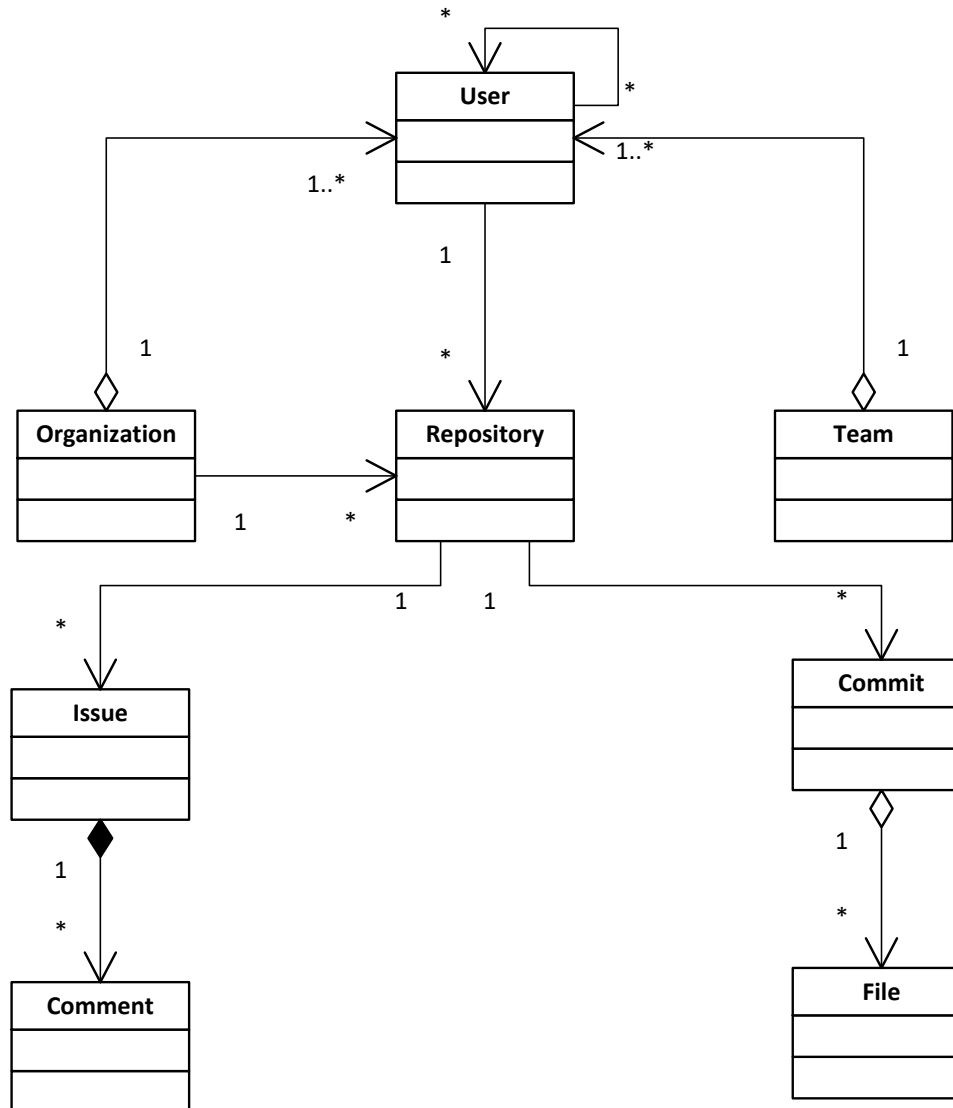 *
User
*
1..*
1..*
1
1
*
1
Organization
Repository
Team
1
*
1
1
*
*
Issue
Commit
1
1
*
*
Comment
File